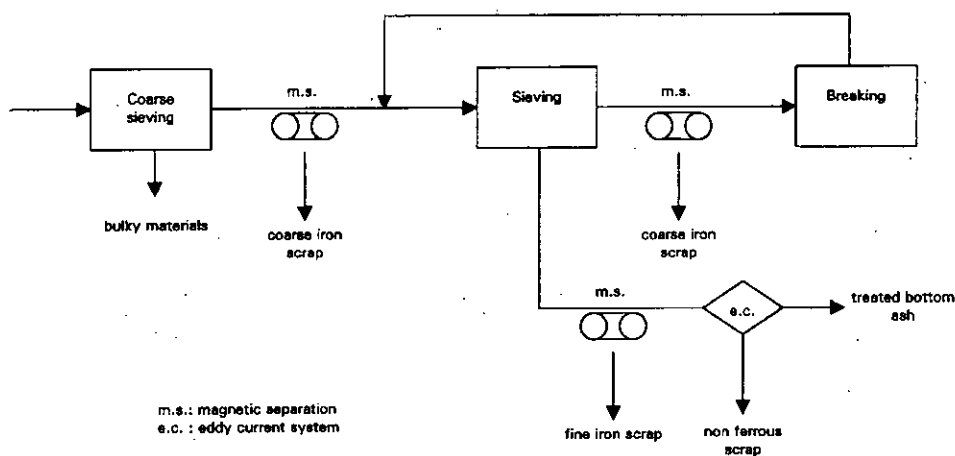 m.s.
m.s.
Coarse
sieving
Sieving
Breaking
bulky materials
coarse iron
scrap
coarse iron
scrap
m.s.
e.c.
treated bottom
ash
m.s.: magnetic separation
e.c. : eddy current system
fine iron scrap
non ferrous
scrap